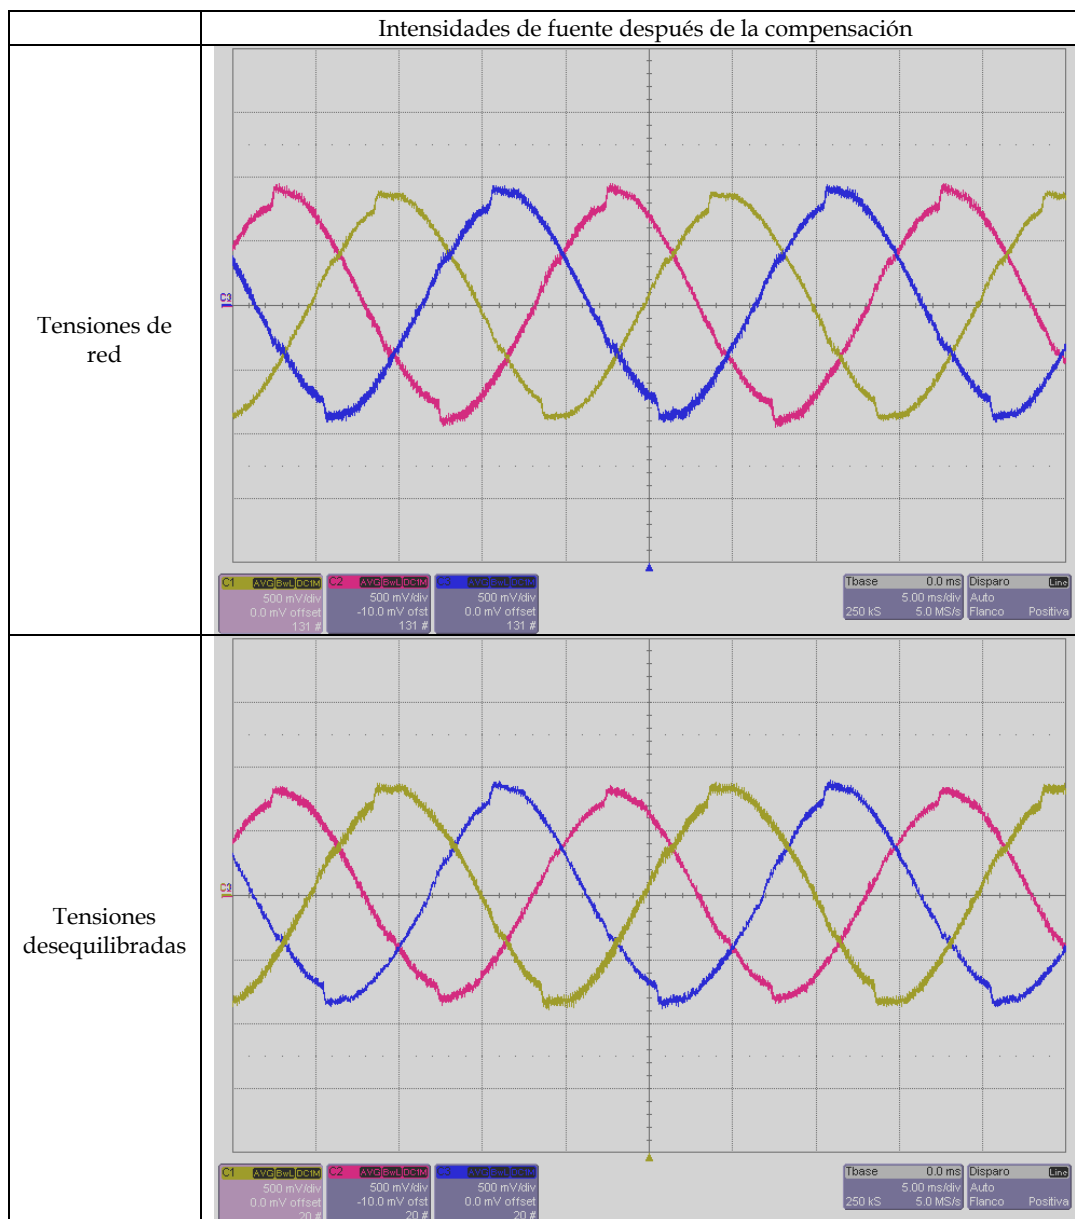 Intensidades de fuente después de la compensación
Tensiones de
red
C3
C1 AVG BwL DC1M
500 mV/div
0.0 mV offset
131 #
C2 AVG BwL DC1M
500 mV/div
-10.0 mV ofst
131 #
C3 AVG BwL DC1M
500 mV/div
0.0 mV offset
131 #
Tbase 0.0 ms
5.00 ms/div
250 kS 5.0 MS/s
Disparo Line
Auto
Flanco Positiva
Tensiones
desequilibradas
C3
C1 AVG BwL DC1M
500 mV/div
0.0 mV offset
20 #
C2 AVG BwL DC1M
500 mV/div
-10.0 mV ofst
20 #
C3 AVG BwL DC1M
500 mV/div
0.0 mV offset
20 #
Tbase 0.0 ms
5.00 ms/div
250 kS 5.0 MS/s
Disparo Line
Auto
Flanco Positiva